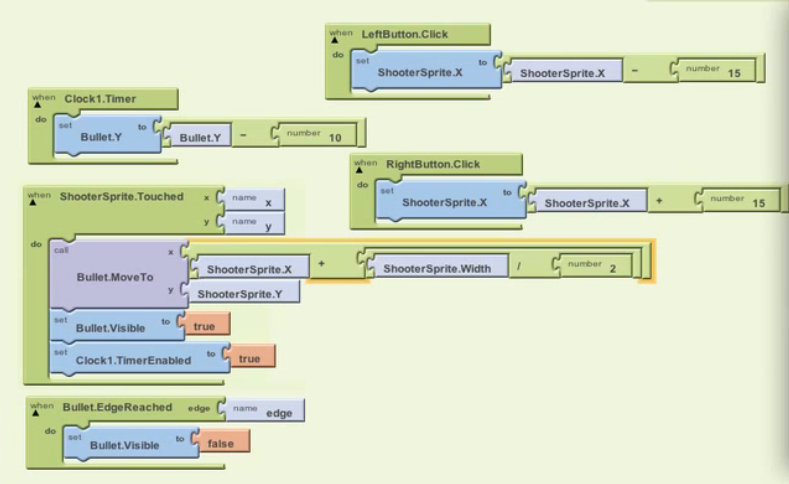 when LeftButton.Click
do set ShooterSprite.X to ShooterSprite.X - number 15
when Clock1.Timer
do set Bullet.Y to Bullet.Y - number 10
when RightButton.Click
do set ShooterSprite.X to ShooterSprite.X + number 15
when ShooterSprite.Touched x name x
y name y
do call Bullet.MoveTo x ShooterSprite.X + ShooterSprite.Width / number 2
y ShooterSprite.Y
set Bullet.Visible to true
set Clock1.TimerEnabled to true
when Bullet.EdgeReached edge name edge
do set Bullet.Visible to false